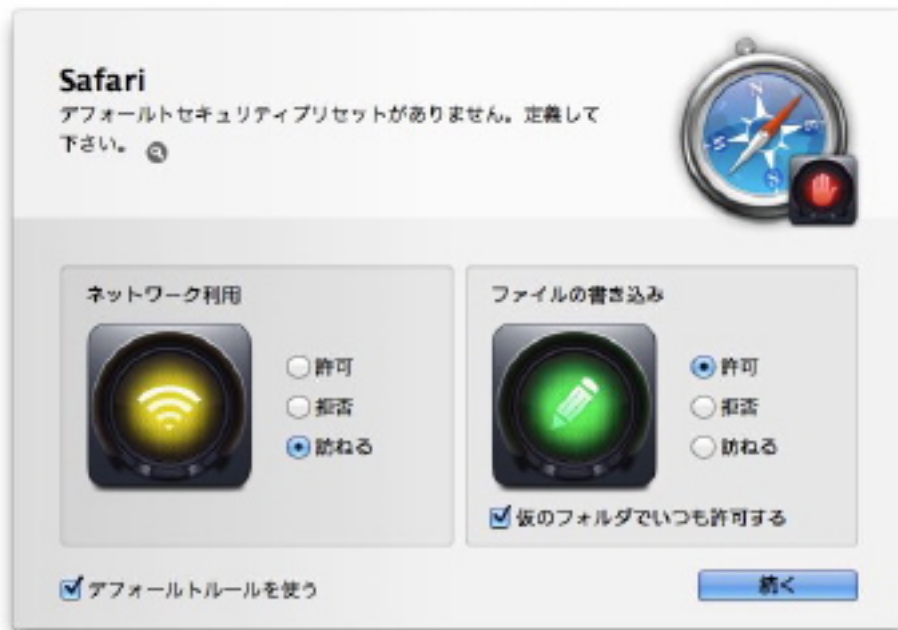 Safari
デフォールトセキュリティプリセットがありません。定義して
下さい。
ネットワーク利用
許可
拒否
訪ねる
ファイルの書き込み
許可
拒否
訪ねる
仮のフォルダでいつも許可する
デフォールトルールを使う
続く